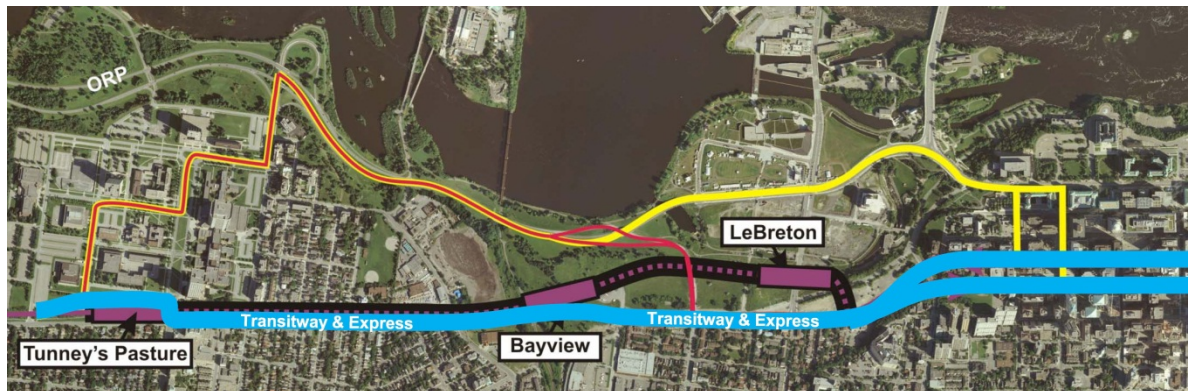 ORP
LeBreton
Transitway & Express
Transitway & Express
Tunney's Pasture
Bayview